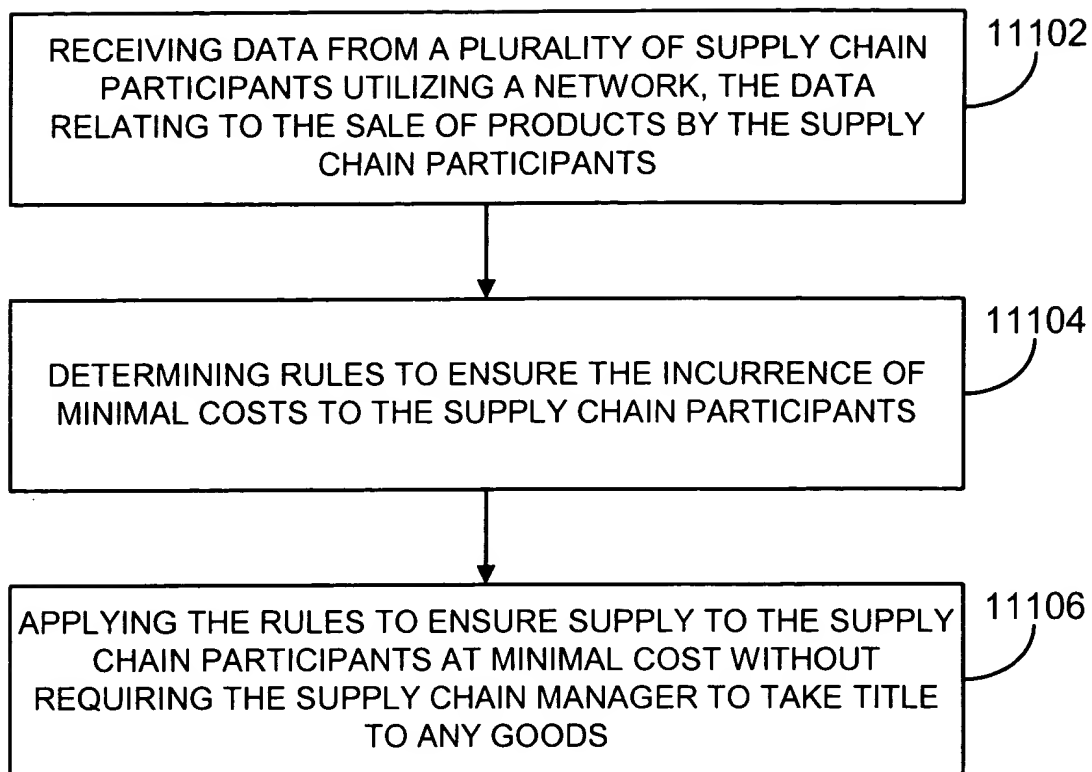 RECEIVING DATA FROM A PLURALITY OF SUPPLY CHAIN
PARTICIPANTS UTILIZING A NETWORK, THE DATA
RELATING TO THE SALE OF PRODUCTS BY THE SUPPLY
CHAIN PARTICIPANTS
11102
DETERMINING RULES TO ENSURE THE INCURRENCE OF
MINIMAL COSTS TO THE SUPPLY CHAIN PARTICIPANTS
11104
APPLYING THE RULES TO ENSURE SUPPLY TO THE SUPPLY
CHAIN PARTICIPANTS AT MINIMAL COST WITHOUT
REQUIRING THE SUPPLY CHAIN MANAGER TO TAKE TITLE
TO ANY GOODS
11106